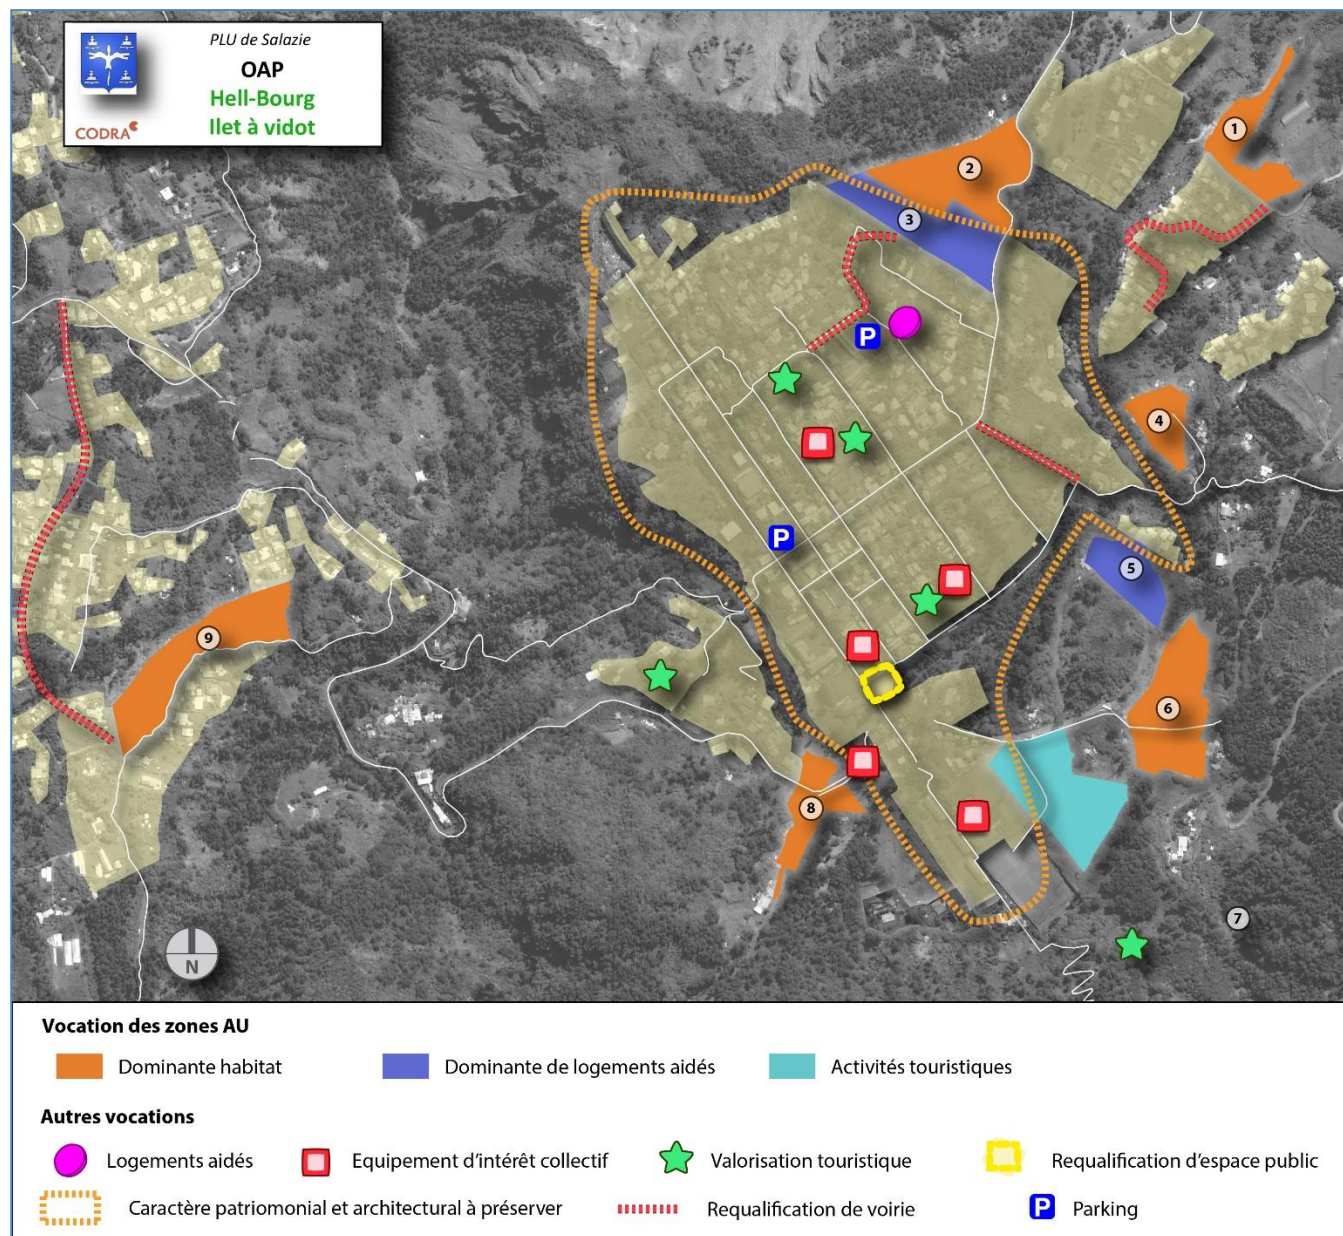 PLU de Salazie
OAP
Hell-Bourg
Ilet à vidot
CODRA
1
2
3
P
4
P
5
9
6
8
7
N
Vocation des zones AU
Dominante habitat
Dominante de logements aidés
Activités touristiques
Autres vocations
Logements aidés
Equipement d'intérêt collectif
Valorisation touristique
Requalification d'espace public
Caractère patriomonial et architectural à préserver
Requalification de voirie
P Parking